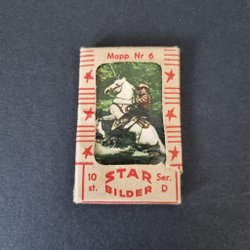 Mapp Nr 6
10 STAR Ser.
st. BILDER D